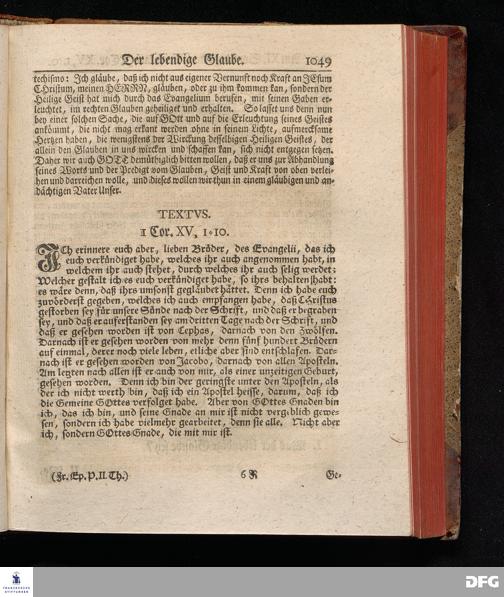 Der lebendige Glaube. 1049
techismo: Ich gläube, daß ich nicht aus eigener Vernunft noch Kraft an JEsum
CHristum, meinen HERRN, gläuben, oder zu ihm kommen kan, sondern der
Heilige Geist hat mich durch das Evangelium berufen, mit seinen Gaben er-
leuchtet, im rechten Glauben geheiliget und erhalten. So lasset uns denn nun
bey einer solchen Sache, die auf GOtt und auf die Erleuchtung seines Geistes
ankömmt, die nicht mag erkant werden ohne in seinem Lichte, aufmercksame
Hertzen haben, die wenigstens der Wirckung desselbigen Heiligen Geistes, der
allein den Glauben in uns wircken und schaffen kan, sich nicht entgegen setzen.
Daher wir auch GOTT demüthiglich bitten wollen, daß er uns zur Abhandlung
seines Worts und der Predigt vom Glauben, Geist und Kraft von oben verlei-
hen und darreichen wolle, und dieses wollen wir thun in einem gläubigen und an-
dächtigen Vater Unser.
TEXTVS.
1 Cor. XV, 1-10.
ICh erinnere euch aber, lieben Brüder, des Evangelii, das ich
euch verkündiget habe, welches ihr auch angenommen habt, in
welchem ihr auch stehet, durch welches ihr auch selig werdet:
Welcher gestalt ich es euch verkündiget habe, so ihrs behalten habt:
es wäre denn, daß ihrs umsonst gegläubet hättet. Denn ich habe euch
zuvörderst gegeben, welches ich auch empfangen habe, daß CHristus
gestorben sey für unsere Sünde nach der Schrift, und daß er begraben
sey, und daß er auferstanden sey am dritten Tage nach der Schrift, und
daß er gesehen worden ist von Cephas, darnach von den Zwölfen.
Darnach ist er gesehen worden von mehr denn fünf hundert Brüdern
auf einmal, derer noch viele leben, etliche aber sind entschlafen. Dar-
nach ist er gesehen worden von Jacobo, darnach von allen Aposteln.
Am letzten nach allen ist er auch von mir, als einer unzeitigen Geburt,
gesehen worden. Denn ich bin der geringste unter den Aposteln, als
der ich nicht werth bin, daß ich ein Apostel heisse, darum, daß ich
die Gemeine GOttes verfolget habe. Aber von GOttes Gnaden bin
ich, das ich bin, und seine Gnade an mir ist nicht vergeblich gewe-
sen, sondern ich habe vielmehr gearbeitet, denn sie alle. Nicht aber
ich, sondern GOttes Gnade, die mit mir ist.
(Fr. Ep. P. II. Th.) 6 R Ge-
FRANCKESCHE
STIFTUNGEN
DFG